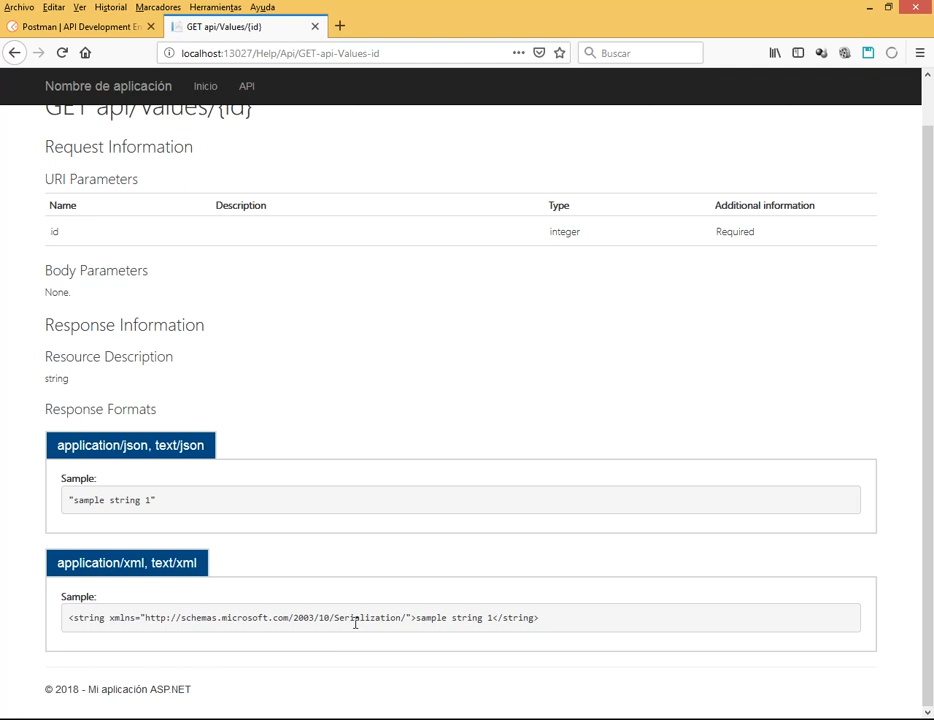 Archivo Editar Ver Historial Marcadores Herramientas Ayuda
Postman | API Development En
GET api/Values/{id}
localhost:13027/Help/Api/GET-api-Values-id
Buscar
Nombre de aplicación Inicio API
GET api/Values/{id}
Request Information
URI Parameters
Name Description Type Additional information
id integer Required
Body Parameters
None.
Response Information
Resource Description
string
Response Formats
application/json, text/json
Sample:
"sample string 1"
application/xml, text/xml
Sample:
<string xmlns="http://schemas.microsoft.com/2003/10/Serialization/">sample string 1</string>
© 2018 - Mi aplicación ASP.NET